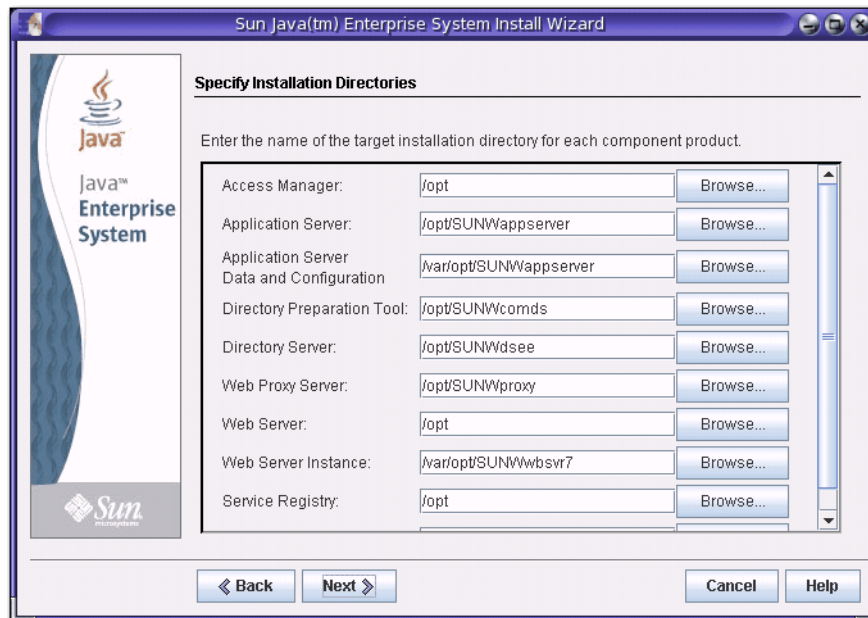 Sun Java(tm) Enterprise System Install Wizard
Java™
Java™
Enterprise
System
Sun
microsystems
Specify Installation Directories
Enter the name of the target installation directory for each component product.
Access Manager: /opt Browse...
Application Server: /opt/SUNWappserver Browse...
Application Server
Data and Configuration /var/opt/SUNWappserver Browse...
Directory Preparation Tool: /opt/SUNWcomds Browse...
Directory Server: /opt/SUNWdsee Browse...
Web Proxy Server: /opt/SUNWproxy Browse...
Web Server: /opt Browse...
Web Server Instance: /var/opt/SUNWwbsvr7 Browse...
Service Registry: /opt Browse...
Back Next Cancel Help